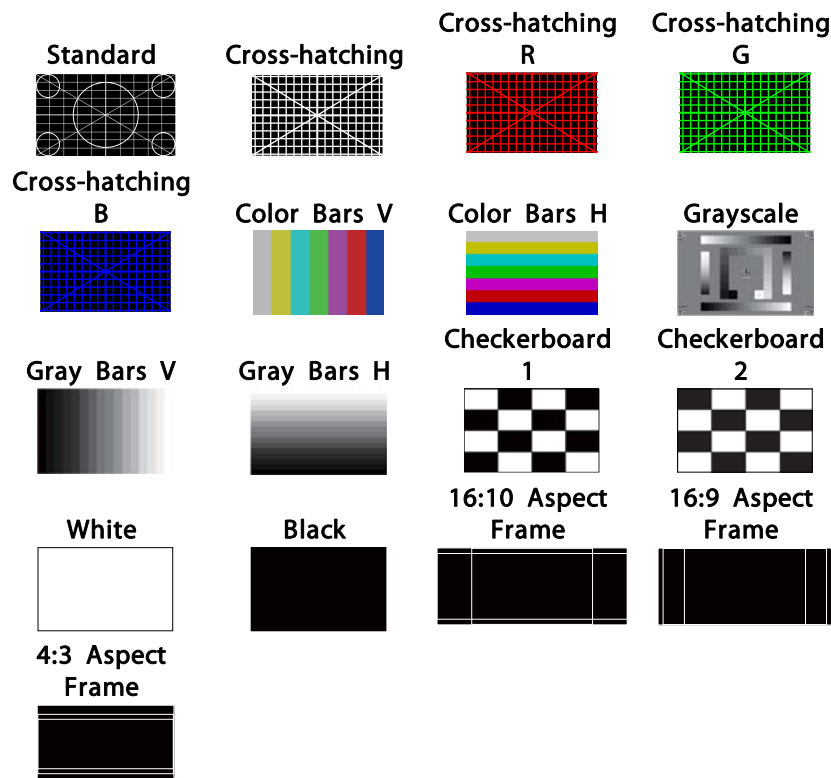 Standard
Cross-hatching
Cross-hatching
R
Cross-hatching
G
Cross-hatching
B
Color Bars V
Color Bars H
Grayscale
Gray Bars V
Gray Bars H
Checkerboard
1
Checkerboard
2
White
Black
16:10 Aspect
Frame
16:9 Aspect
Frame
4:3 Aspect
Frame